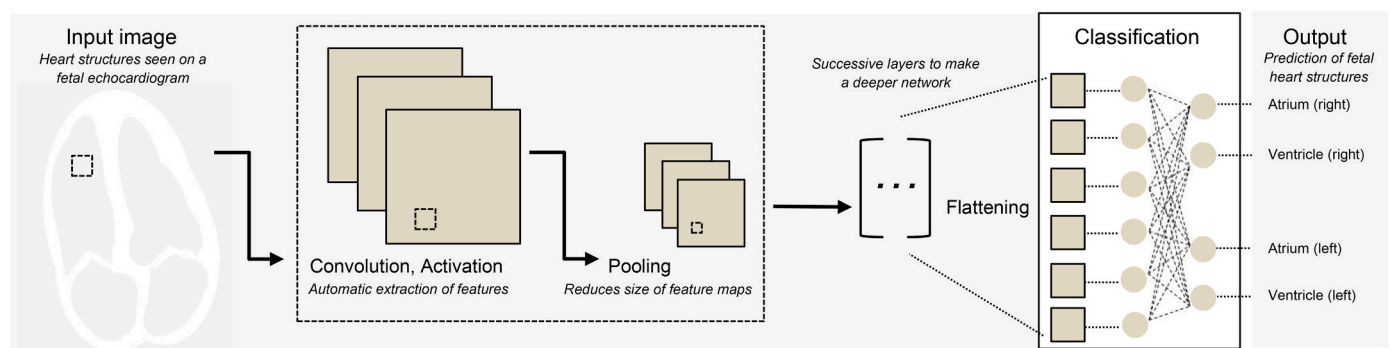 Input image
Heart structures seen on a
fetal echocardiogram
Convolution, Activation
Automatic extraction of features
Pooling
Reduces size of feature maps
Successive layers to make
a deeper network
...
Flattening
Classification
Output
Prediction of fetal
heart structures
Atrium (right)
Ventricle (right)
Atrium (left)
Ventricle (left)